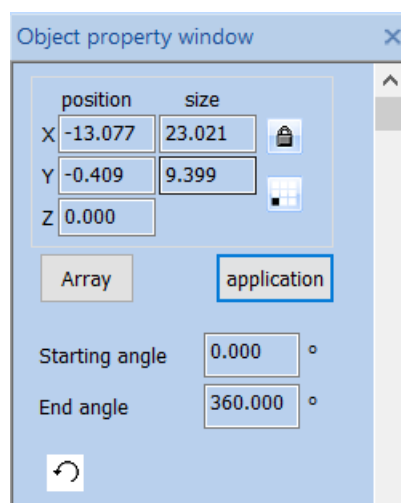 Object property window
position size
X -13.077 23.021
Y -0.409 9.399
Z 0.000
Array application
Starting angle 0.000 °
End angle 360.000 °